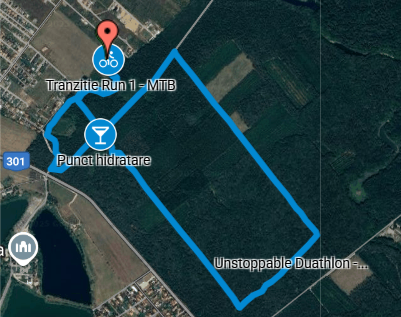 Tranzitie Run 1 - MTB
Punct hidratare
301
a
Unstoppable Duathlon -...